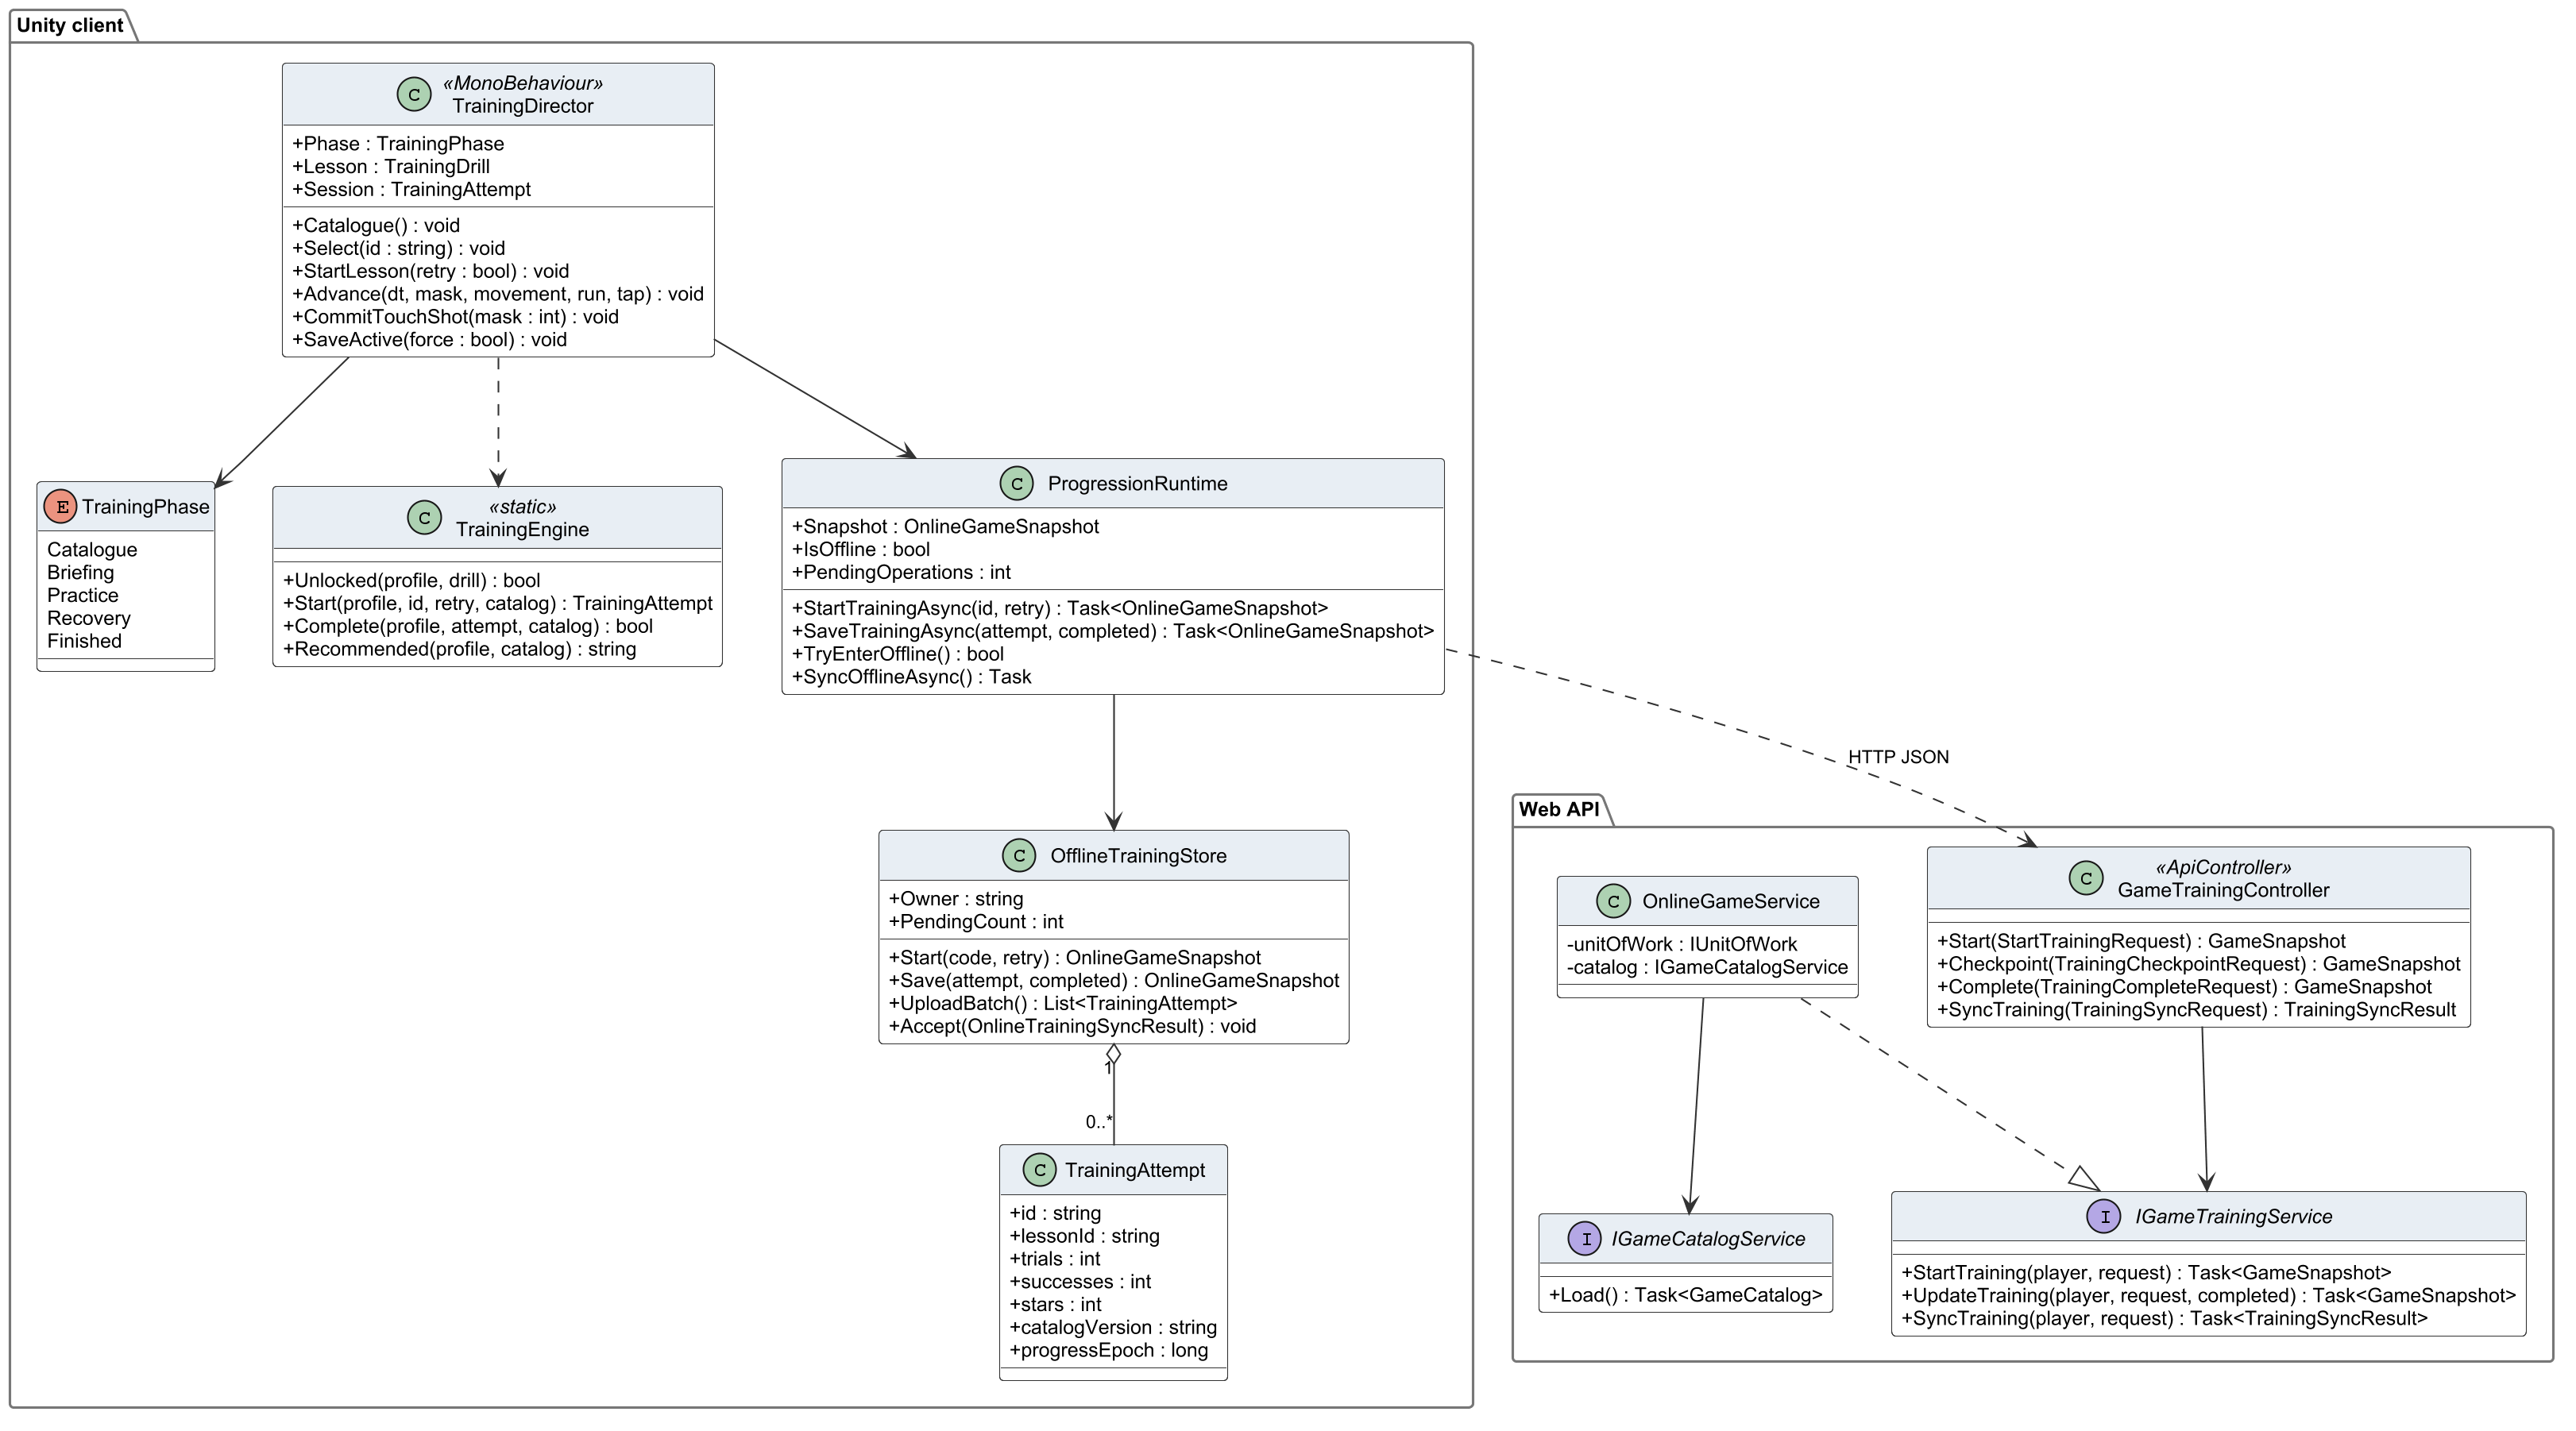 Unity client
C
«MonoBehaviour»
TrainingDirector
+Phase : TrainingPhase
+Lesson : TrainingDrill
+Session : TrainingAttempt
+Catalogue() : void
+Select(id : string) : void
+StartLesson(retry : bool) : void
+Advance(dt, mask, movement, run, tap) : void
+CommitTouchShot(mask : int) : void
+SaveActive(force : bool) : void
E TrainingPhase
Catalogue
Briefing
Practice
Recovery
Finished
C
«static»
TrainingEngine
+Unlocked(profile, drill) : bool
+Start(profile, id, retry, catalog) : TrainingAttempt
+Complete(profile, attempt, catalog) : bool
+Recommended(profile, catalog) : string
C ProgressionRuntime
+Snapshot : OnlineGameSnapshot
+IsOffline : bool
+PendingOperations : int
+StartTrainingAsync(id, retry) : Task<OnlineGameSnapshot>
+SaveTrainingAsync(attempt, completed) : Task<OnlineGameSnapshot>
+TryEnterOffline() : bool
+SyncOfflineAsync() : Task
HTTP JSON
C OfflineTrainingStore
+Owner : string
+PendingCount : int
+Start(code, retry) : OnlineGameSnapshot
+Save(attempt, completed) : OnlineGameSnapshot
+UploadBatch() : List<TrainingAttempt>
+Accept(OnlineTrainingSyncResult) : void
1
0..*
C TrainingAttempt
+id : string
+lessonId : string
+trials : int
+successes : int
+stars : int
+catalogVersion : string
+progressEpoch : long
Web API
C OnlineGameService
-unitOfWork : IUnitOfWork
-catalog : IGameCatalogService
C
«ApiController»
GameTrainingController
+Start(StartTrainingRequest) : GameSnapshot
+Checkpoint(TrainingCheckpointRequest) : GameSnapshot
+Complete(TrainingCompleteRequest) : GameSnapshot
+SyncTraining(TrainingSyncRequest) : TrainingSyncResult
I IGameCatalogService
+Load() : Task<GameCatalog>
I IGameTrainingService
+StartTraining(player, request) : Task<GameSnapshot>
+UpdateTraining(player, request, completed) : Task<GameSnapshot>
+SyncTraining(player, request) : Task<TrainingSyncResult>